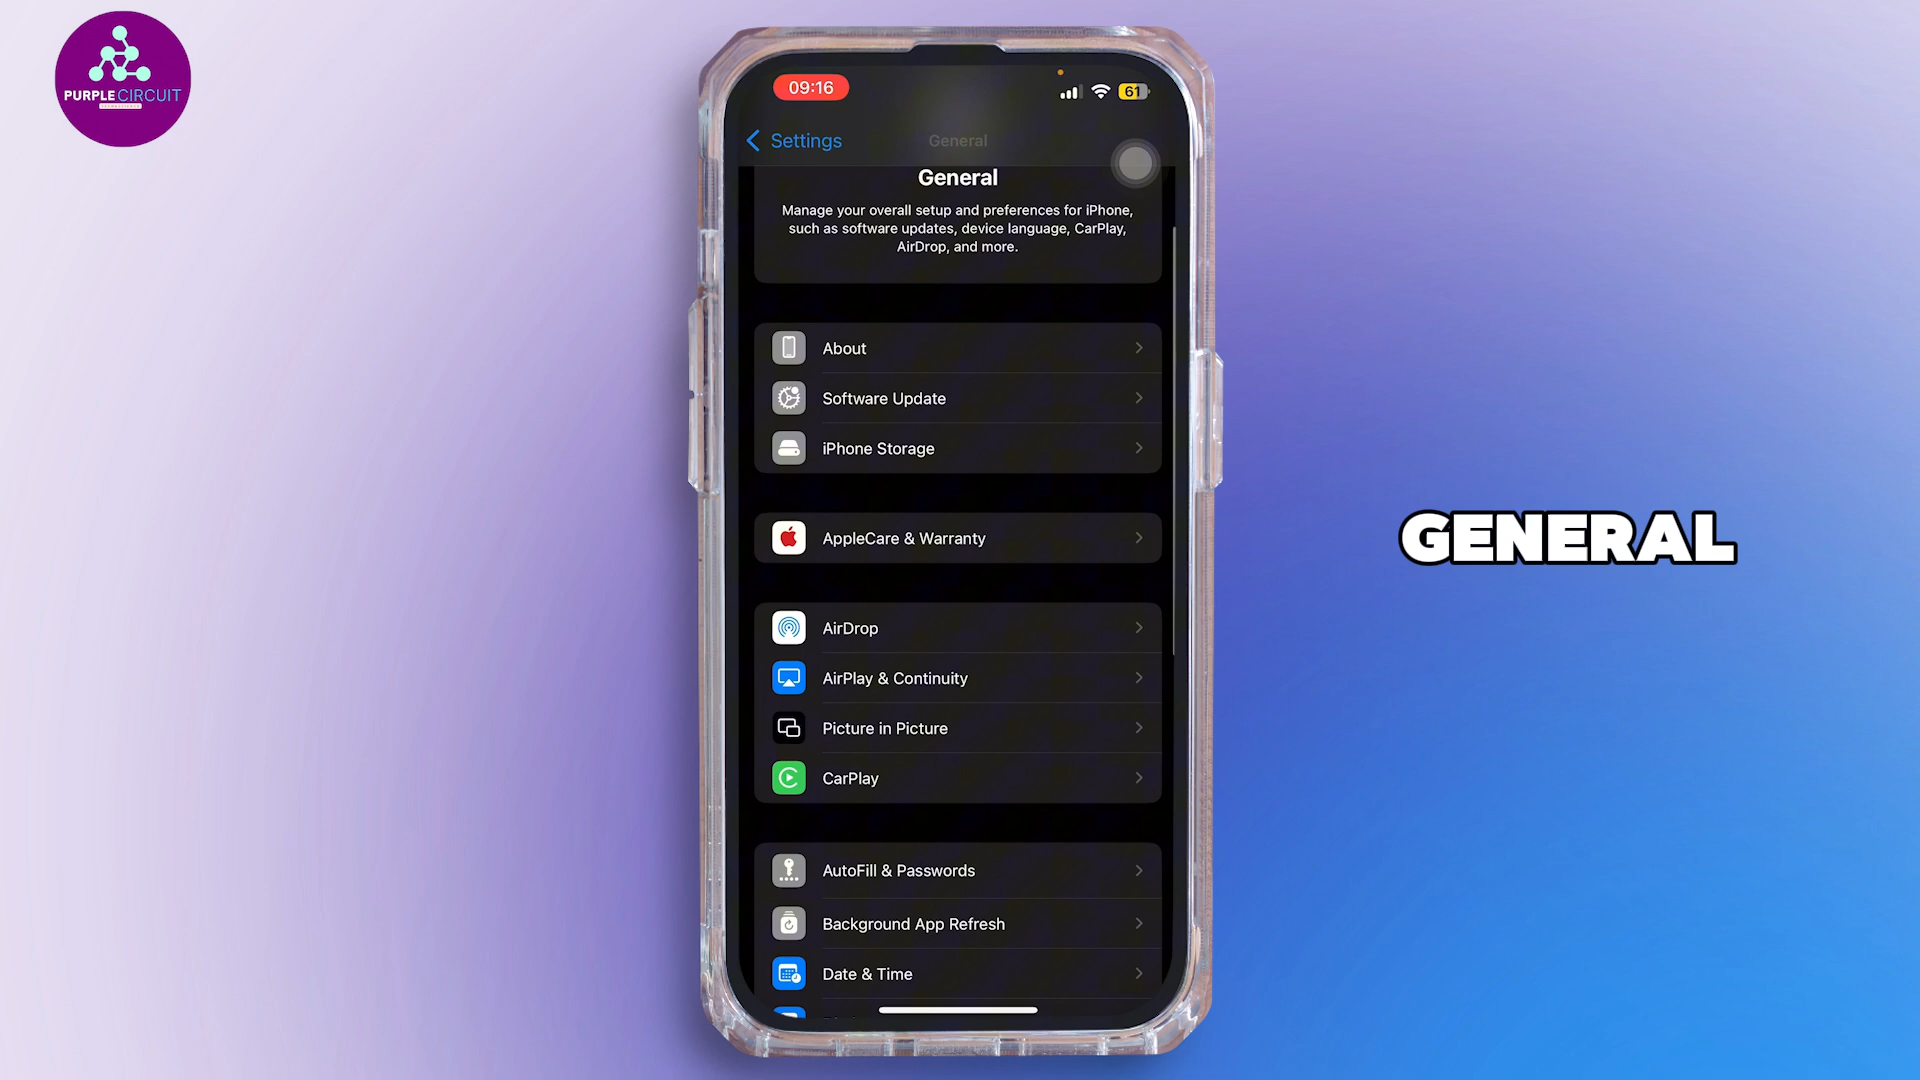 PURPLE CIRCUIT
09:16
61
Settings
General
General
Manage your overall setup and preferences for iPhone,
such as software updates, device language, CarPlay,
AirDrop, and more.
About
Software Update
iPhone Storage
AppleCare & Warranty
GENERAL
AirDrop
AirPlay & Continuity
Picture in Picture
CarPlay
AutoFill & Passwords
Background App Refresh
Date & Time